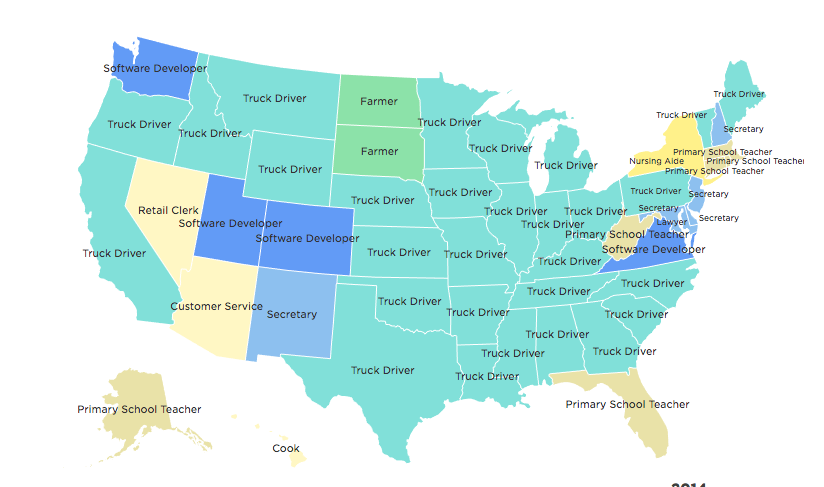 Software Developer
Truck Driver
Truck Driver
Truck Driver
Farmer
Truck Driver
Truck Driver
Secretary
Truck Driver
Truck Driver
Farmer
Truck Driver
Truck Driver
Primary School Teacher
Nursing Aide
Primary School Teacher
Primary School Teacher
Truck Driver
Truck Driver
Truck Driver
Truck Driver
Secretary
Retail Clerk
Truck Driver
Truck Driver
Truck Driver
Secretary
Secretary
Software Developer
Truck Driver
Lawyer
Software Developer
Primary School Teacher
Truck Driver
Truck Driver
Truck Driver
Software Developer
Truck Driver
Truck Driver
Truck Driver
Customer Service
Truck Driver
Secretary
Truck Driver
Truck Driver
Truck Driver
Truck Driver
Truck Driver
Truck Driver
Truck Driver
Primary School Teacher
Primary School Teacher
Cook
2014